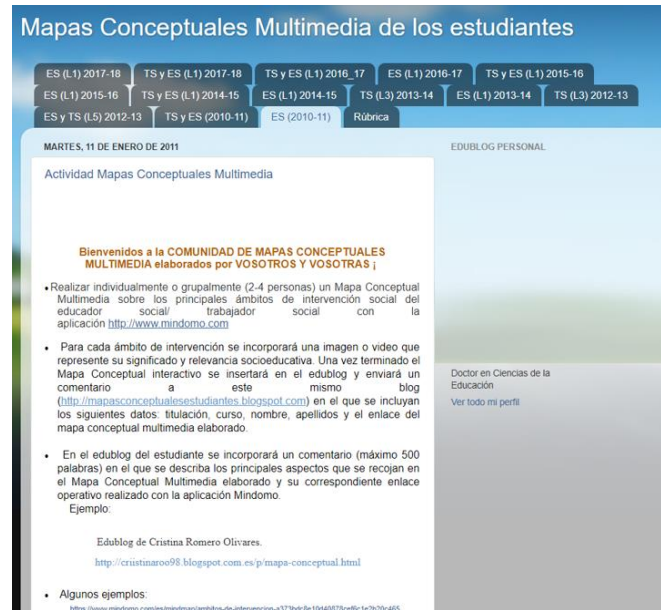 Mapas Conceptuales Multimedia de los estudiantes
ES (L1) 2017-18 TS y ES (L1) 2017-18 TS y ES (L1) 2016_17 ES (L1) 2016-17 TS y ES (L1) 2015-16
ES (L1) 2015-16 TS y ES (L1) 2014-15 ES (L1) 2014-15 TS (L3) 2013-14 ES (L1) 2013-14 TS (L3) 2012-13
ES y TS (L5) 2012-13 TS y ES (2010-11) ES (2010-11) Rúbrica
MARTES, 11 DE ENERO DE 2011
Actividad Mapas Conceptuales Multimedia
Bienvenidos a la COMUNIDAD DE MAPAS CONCEPTUALES
MULTIMEDIA elaborados por VOSOTROS Y VOSOTRAS ¡
•Realizar individualmente o grupalmente (2-4 personas) un Mapa Conceptual
Multimedia sobre los principales ámbitos de intervención social del
educador social/ trabajador social con la
aplicación http://www.mindomo.com
• Para cada ámbito de intervención se incorporará una imagen o video que
represente su significado y relevancia socioeducativa. Una vez terminado el
Mapa Conceptual interactivo se insertará en el edublog y enviará un
comentario a este mismo blog
(http://mapasconceptualesestudiantes.blogspot.com) en el que se incluyan
los siguientes datos: titulación, curso, nombre, apellidos y el enlace del
mapa conceptual multimedia elaborado.
• En el edublog del estudiante se incorporará un comentario (máximo 500
palabras) en el que se describa los principales aspectos que se recojan en
el Mapa Conceptual Multimedia elaborado y su correspondiente enlace
operativo realizado con la aplicación Mindomo.
Ejemplo:
Edublog de Cristina Romero Olivares.
http://criistinaroo98.blogspot.com.es/p/mapa-conceptual.html
• Algunos ejemplos:
EDUBLOG PERSONAL
Doctor en Ciencias de la
Educación
Ver todo mi perfil